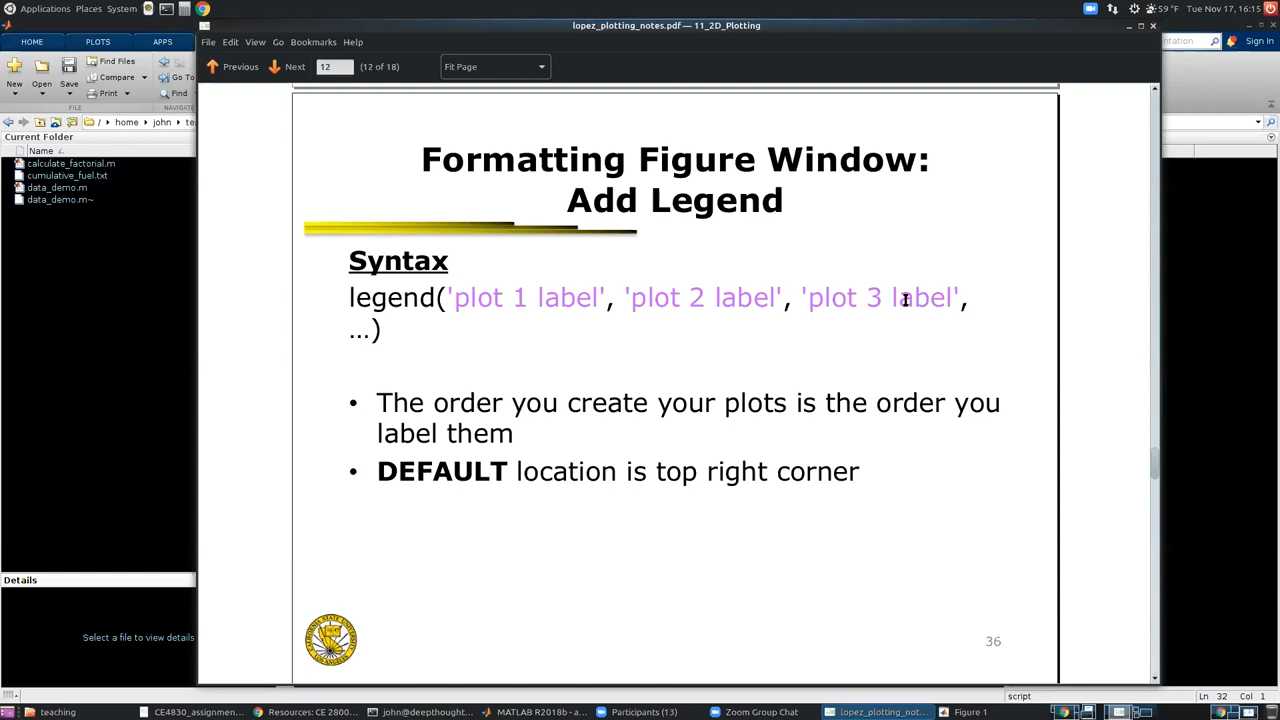 Applications Places System
59 °F Tue Nov 17, 16:15
lopez_plotting_notes.pdf — 11_2D_Plotting
HOME PLOTS APPS
File Edit View Go Bookmarks Help
Sign In
New Open Save
Find Files
Compare
Print
Go To
Find
FILE
Previous Next 12 (12 of 18) Fit Page
/ home john
Current Folder
Name
calculate_factorial.m
cumulative_fuel.txt
data_demo.m
data_demo.m~
Formatting Figure Window:
Add Legend
Syntax
legend('plot 1 label', 'plot 2 label', 'plot 3 label',
…)
• The order you create your plots is the order you
label them
• DEFAULT location is top right corner
36
Details
Select a file to view details
script Ln 32 Col 1
teaching CE4830_assignmen... Resources: CE 2800... john@deepthought... MATLAB R2018b - a... Participants (13) Zoom Group Chat lopez_plotting_not... Figure 1